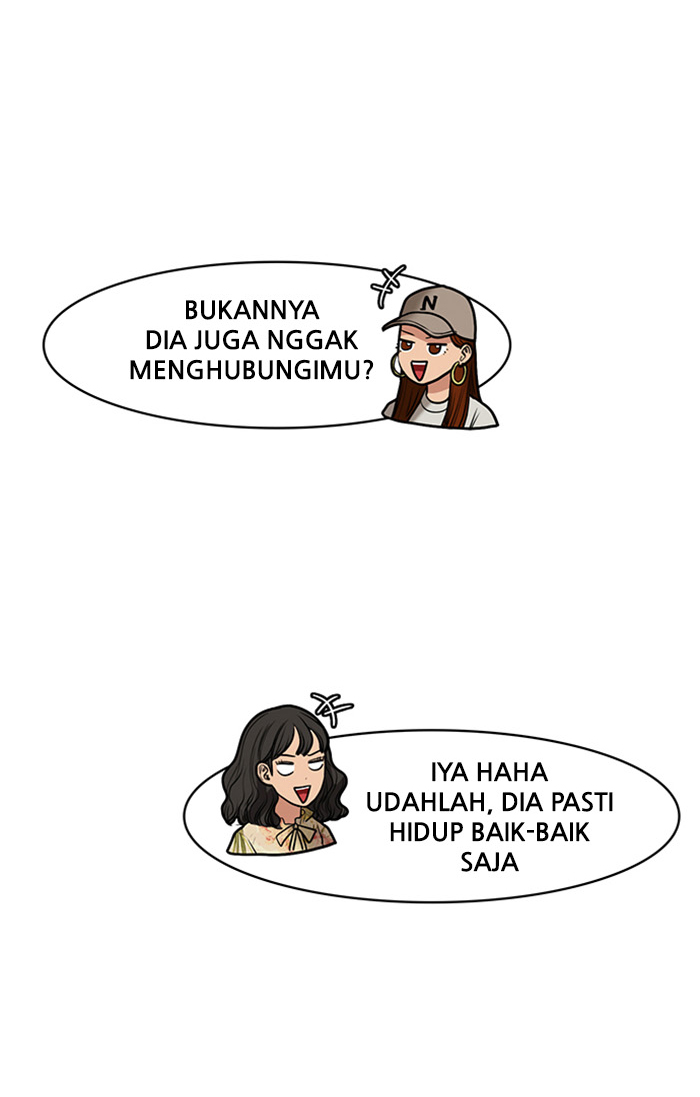 BUKANNYA
DIA JUGA NGGAK
MENGHUBUNGIMU?
N
IYA HAHA
UDAHLAH, DIA PASTI
HIDUP BAIK-BAIK
SAJA